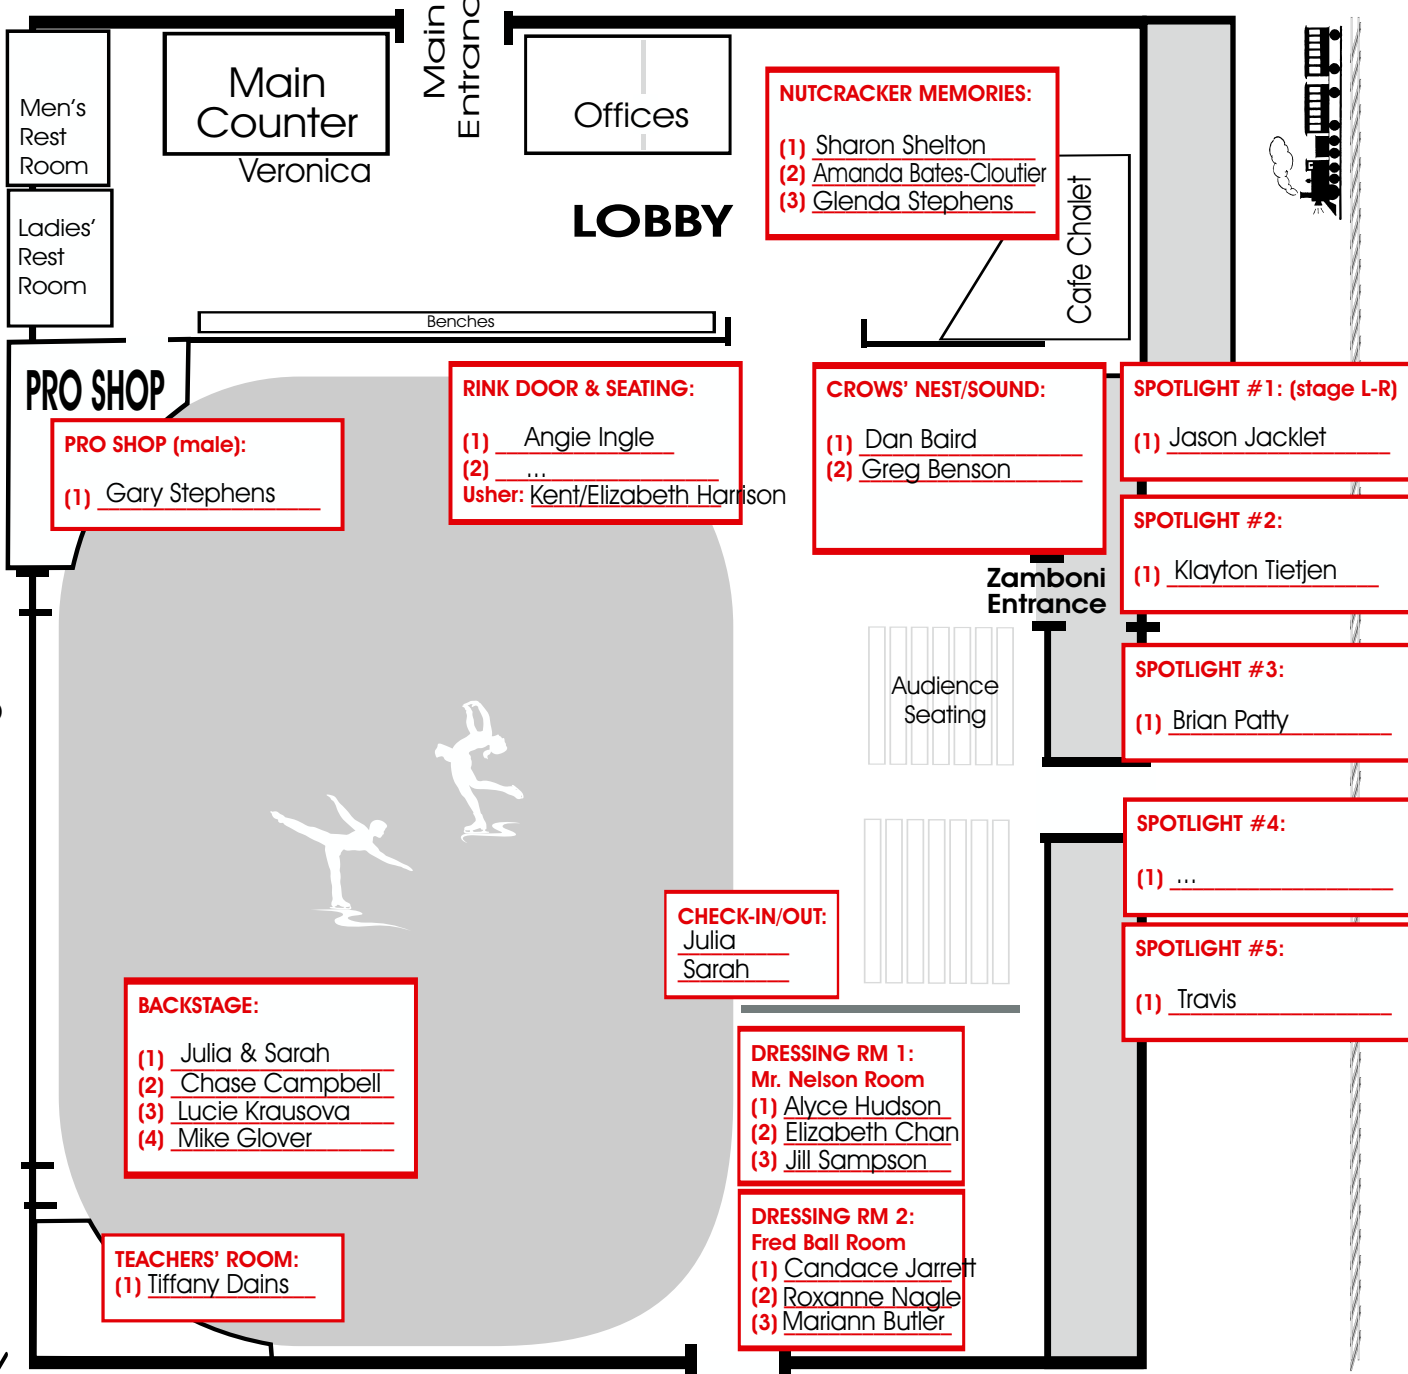 Main
Entranc
Men's
Rest
Room
Main
Counter
Veronica
Offices
NUTCRACKER MEMORIES:
(1) Sharon Shelton
(2) Amanda Bates-Cloutier
(3) Glenda Stephens
Ladies'
Rest
Room
LOBBY
Cafe Chalet
Benches
PRO SHOP
PRO SHOP (male):
(1) Gary Stephens
RINK DOOR & SEATING:
(1) Angie Ingle
(2) ...
Usher: Kent/Elizabeth Harrison
CROWS' NEST/SOUND:
(1) Dan Baird
(2) Greg Benson
SPOTLIGHT #1: (stage L-R)
(1) Jason Jacklet
SPOTLIGHT #2:
(1) Klayton Tietjen
Zamboni
Entrance
SPOTLIGHT #3:
(1) Brian Patty
Audience
Seating
SPOTLIGHT #4:
(1) ...
CHECK-IN/OUT:
Julia
Sarah
SPOTLIGHT #5:
(1) Travis
BACKSTAGE:
(1) Julia & Sarah
(2) Chase Campbell
(3) Lucie Krausova
(4) Mike Glover
DRESSING RM 1:
Mr. Nelson Room
(1) Alyce Hudson
(2) Elizabeth Chan
(3) Jill Sampson
DRESSING RM 2:
Fred Ball Room
(1) Candace Jarrett
(2) Roxanne Nagle
(3) Mariann Butler
TEACHERS' ROOM:
(1) Tiffany Dains